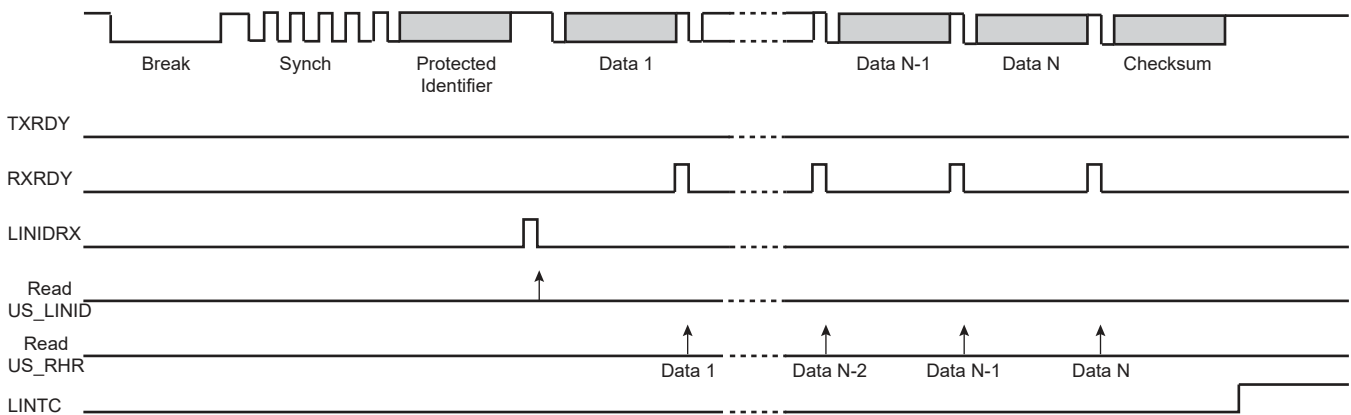 Break
Synch
Protected
Identifier
Data 1
Data N-1
Data N
Checksum
TXRDY
RXRDY
LINIDRX
Read
US_LINID
Read
US_RHR
Data 1
Data N-2
Data N-1
Data N
LINTC